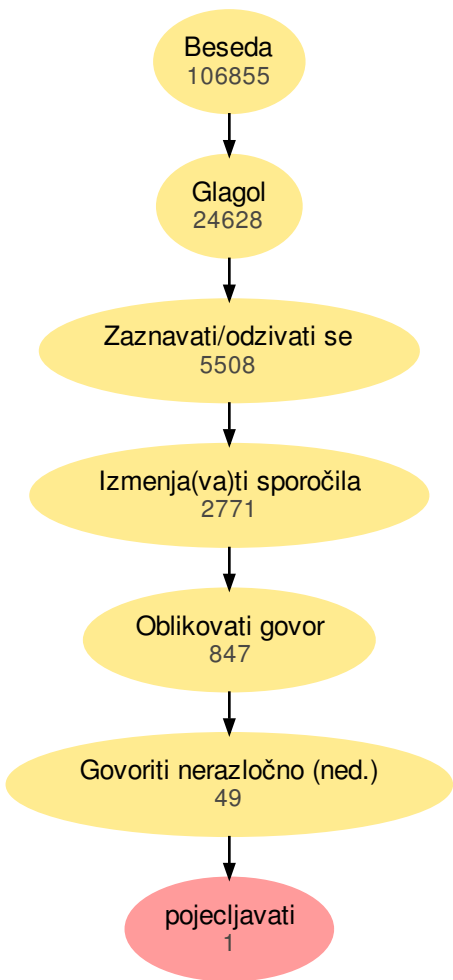 Beseda
106855
Glagol
24628
Zaznavati/odzivati se
5508
Izmenja(va)ti sporočila
2771
Oblikovati govor
847
Govoriti nerazločno (ned.)
49
pojecljavati
1